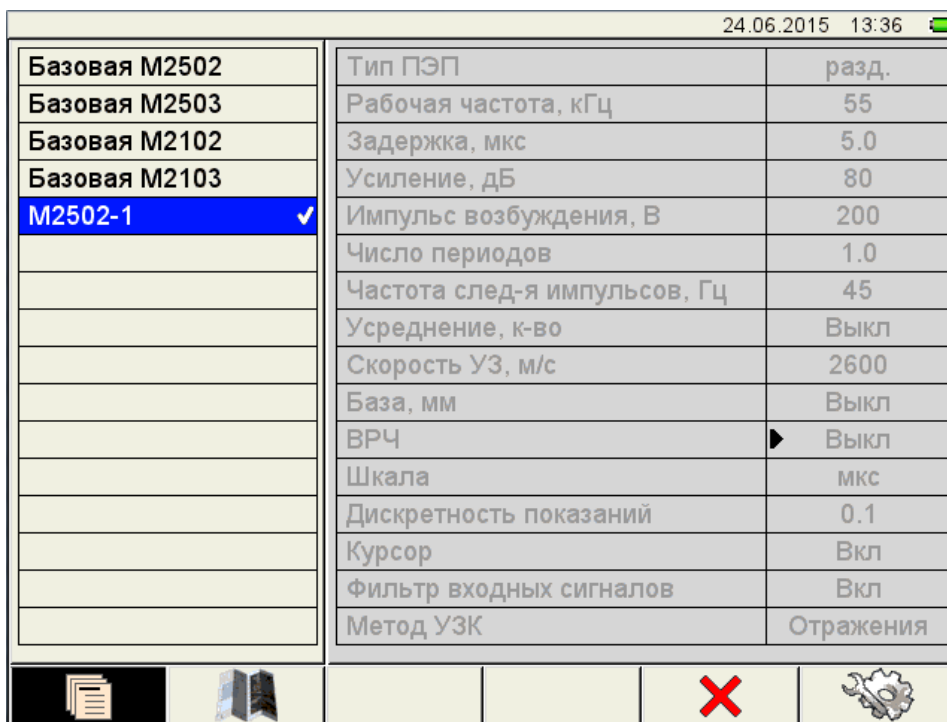 24.06.2015 13:36
Базовая М2502
Базовая М2503
Базовая М2102
Базовая М2103
М2502-1
Тип ПЭП разд.
Рабочая частота, кГц 55
Задержка, мкс 5.0
Усиление, дБ 80
Импульс возбуждения, В 200
Число периодов 1.0
Частота след-я импульсов, Гц 45
Усреднение, к-во Выкл
Скорость УЗ, м/с 2600
База, мм Выкл
ВРЧ Выкл
Шкала мкс
Дискретность показаний 0.1
Курсор Вкл
Фильтр входных сигналов Вкл
Метод УЗК Отражения